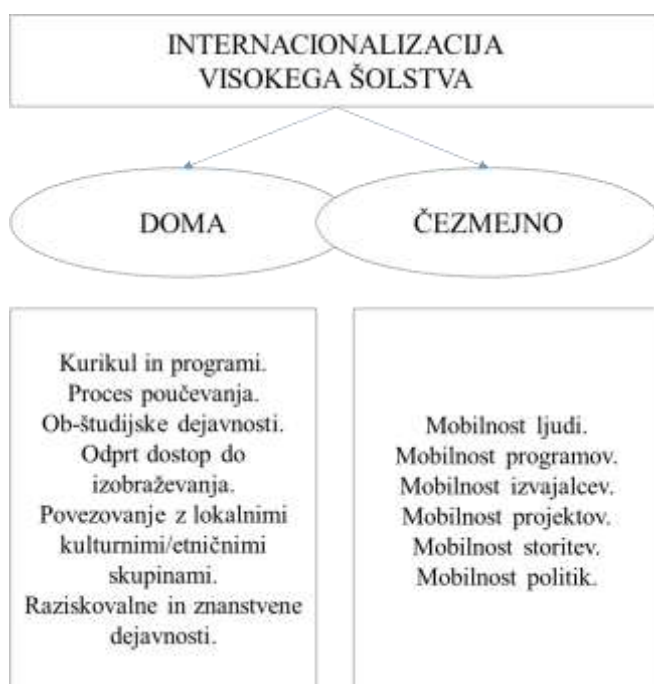 INTERNACIONALIZACIJA
VISOKEGA ŠOLSTVA
DOMA
ČEZMEJNO
Kurikul in programi.
Proces poučevanja.
Ob-študijske dejavnosti.
Odprt dostop do
izobraževanja.
Povezovanje z lokalnimi
kulturnimi/etničnimi
skupinami.
Raziskovalne in znanstvene
dejavnosti.
Mobilnost ljudi.
Mobilnost programov.
Mobilnost izvajalcev.
Mobilnost projektov.
Mobilnost storitev.
Mobilnost politik.